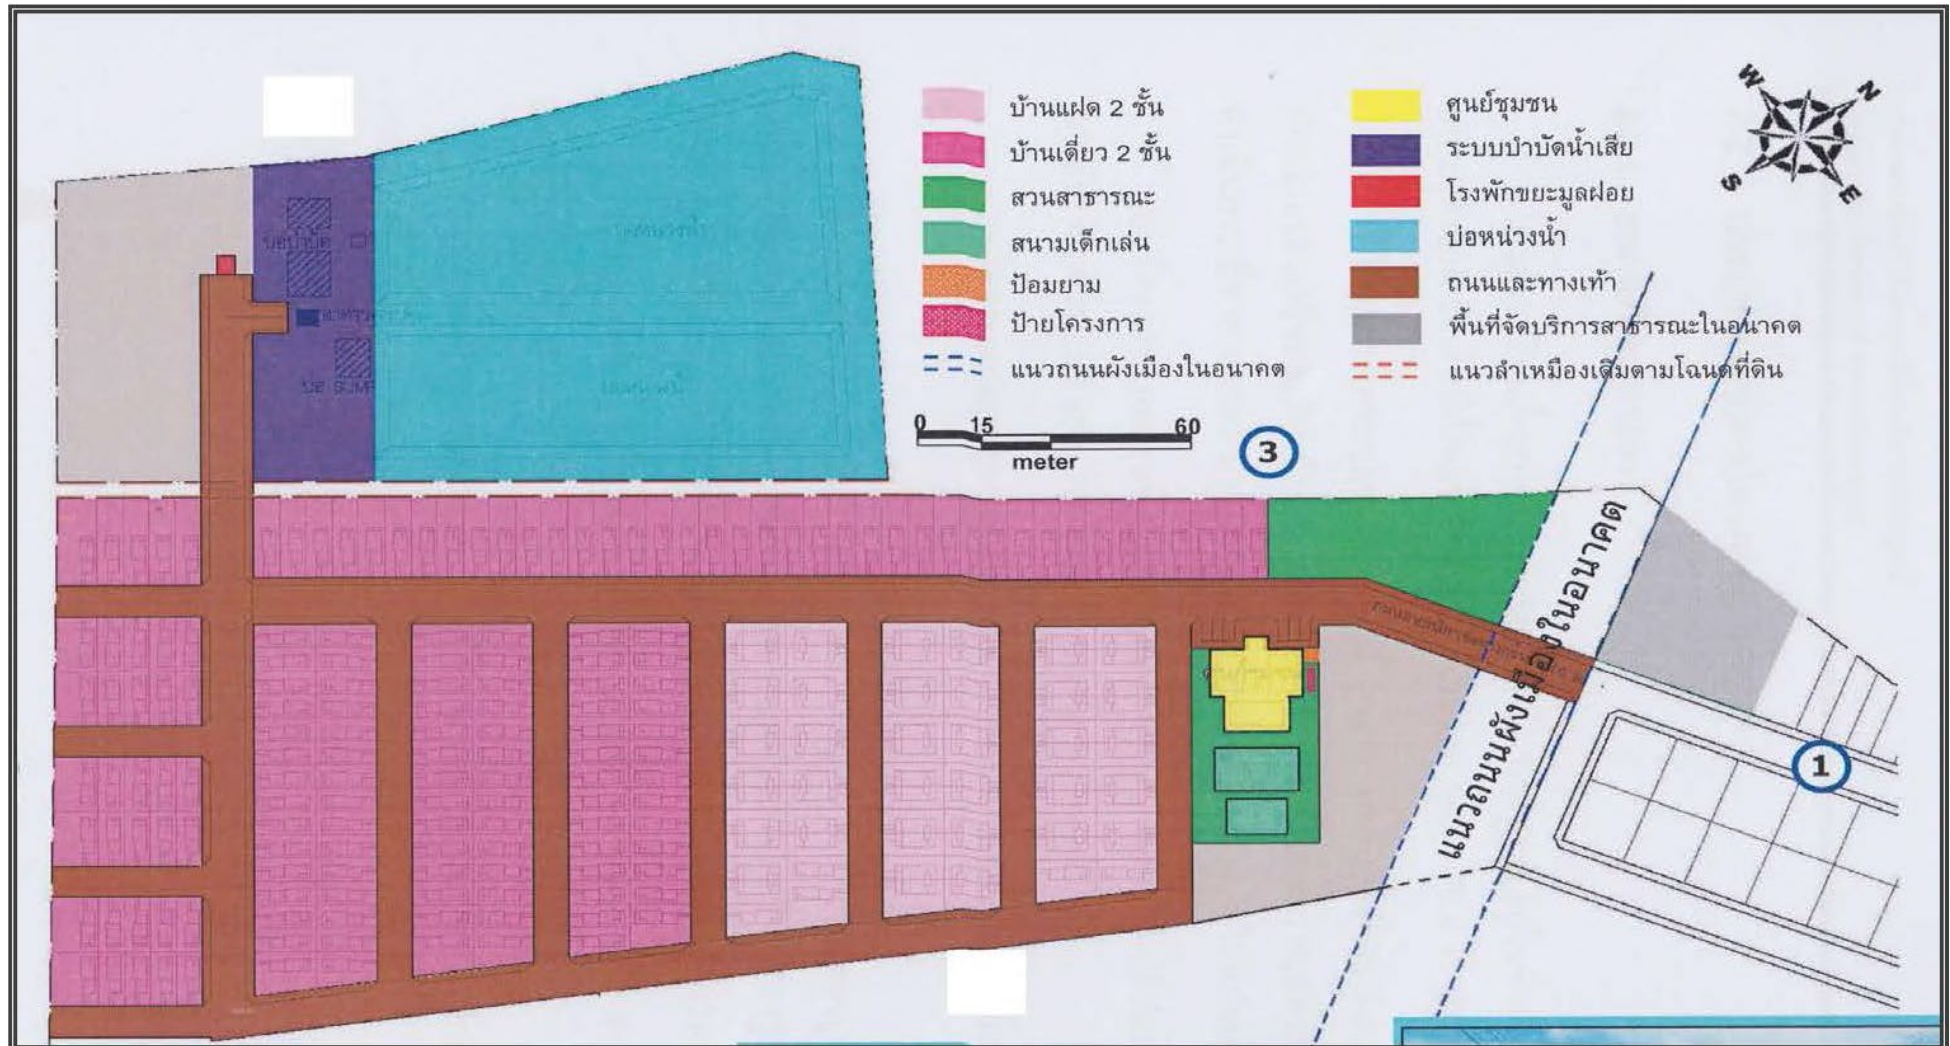 บ้านแฝด 2 ชั้น
บ้านเดี่ยว 2 ชั้น
สวนสาธารณะ
สนามเด็กเล่น
ป้อมยาม
ป้ายโครงการ
แนวถนนผังเมืองในอนาคต
ศูนย์ชุมชน
ระบบบำบัดน้ำเสีย
โรงพักขยะมูลฝอย
บ่อหน่วงน้ำ
ถนนและทางเท้า
พื้นที่จัดบริการสาธารณะในอนาคต
แนวลำเหมืองเดิมตามโฉนดที่ดิน
W N
S E
0 15 60
meter
3
แนวถนนผังเมืองในอนาคต
1